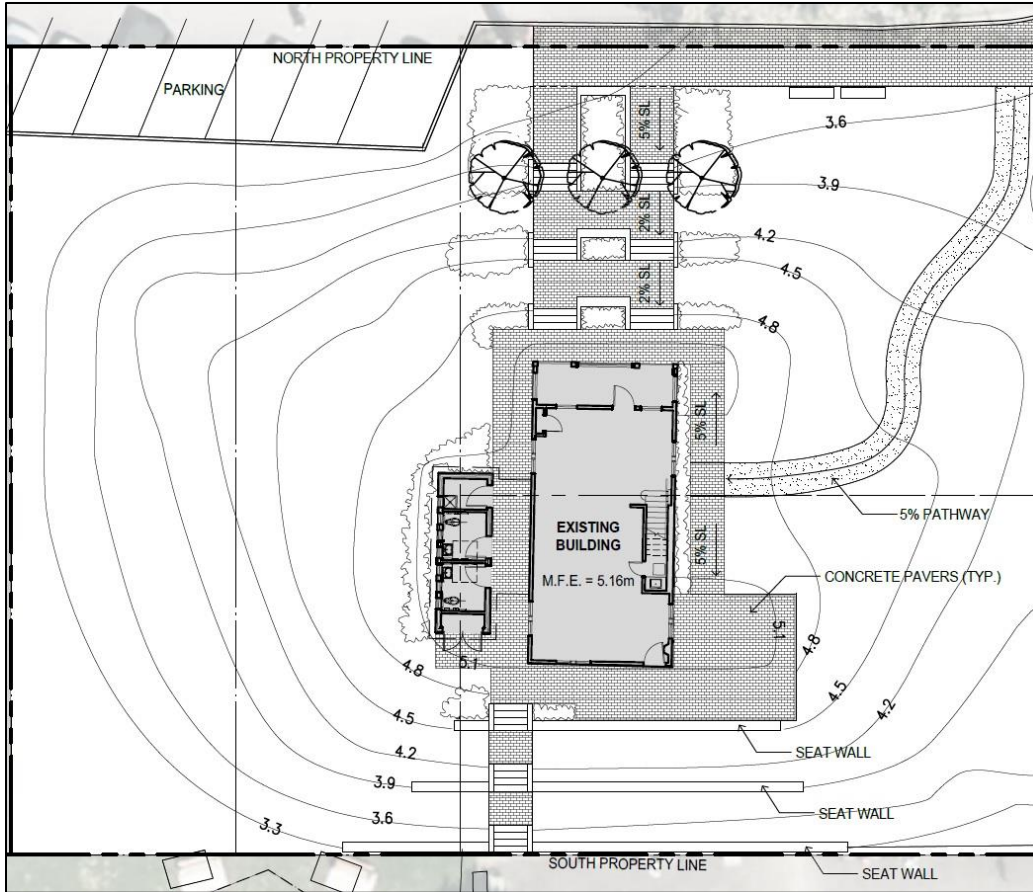 NORTH PROPERTY LINE
PARKING
5% SL
3.6
3.9
2% SL
4.2
2% SL
4.5
4.8
5% SL
5% PATHWAY
EXISTING
BUILDING
M.F.E. = 5.16m
5% SL
CONCRETE PAVERS (TYP.)
5.1
4.8
5.1
4.8
4.5
4.2
4.5
4.2
SEAT WALL
3.9
3.6
SEAT WALL
3.3
SOUTH PROPERTY LINE
SEAT WALL